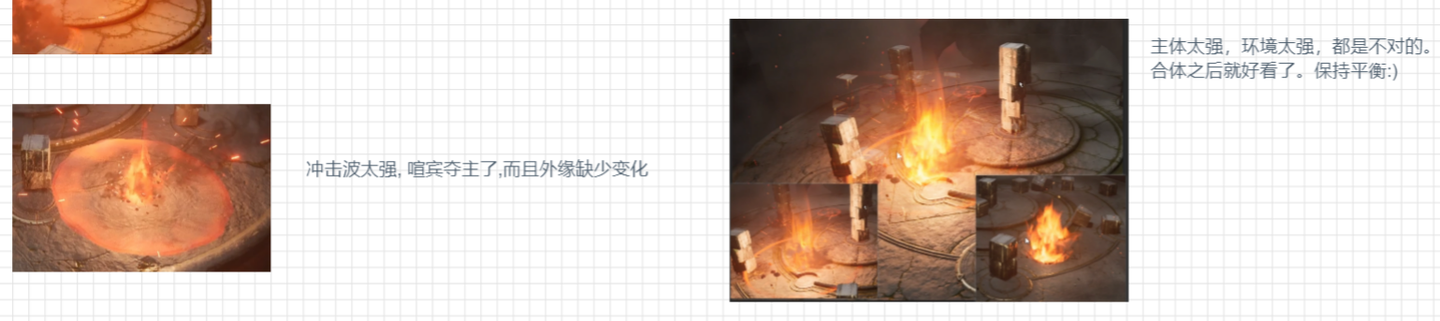 冲击波太强, 喧宾夺主了,而且外缘缺少变化
主体太强，环境太强，都是不对的。
合体之后就好看了。保持平衡:)